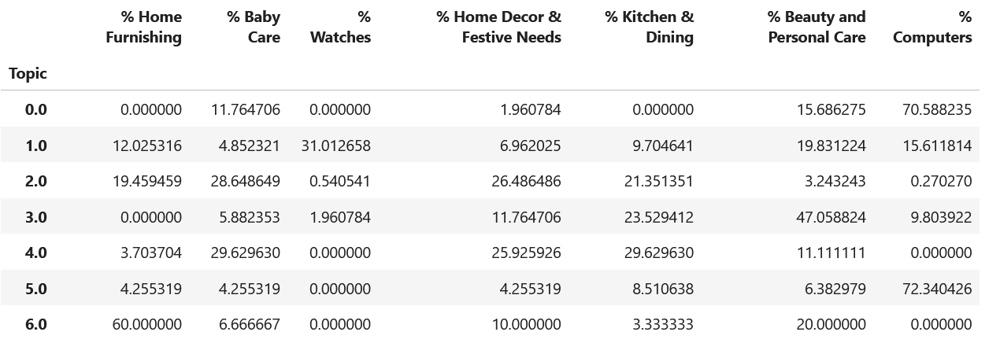 % Home % Baby % % Home Decor & % Kitchen & % Beauty and %
Furnishing Care Watches Festive Needs Dining Personal Care Computers
Topic
0.0 0.000000 11.764706 0.000000 1.960784 0.000000 15.686275 70.588235
1.0 12.025316 4.852321 31.012658 6.962025 9.704641 19.831224 15.611814
2.0 19.459459 28.648649 0.540541 26.486486 21.351351 3.243243 0.270270
3.0 0.000000 5.882353 1.960784 11.764706 23.529412 47.058824 9.803922
4.0 3.703704 29.629630 0.000000 25.925926 29.629630 11.111111 0.000000
5.0 4.255319 4.255319 0.000000 4.255319 8.510638 6.382979 72.340426
6.0 60.000000 6.666667 0.000000 10.000000 3.333333 20.000000 0.000000